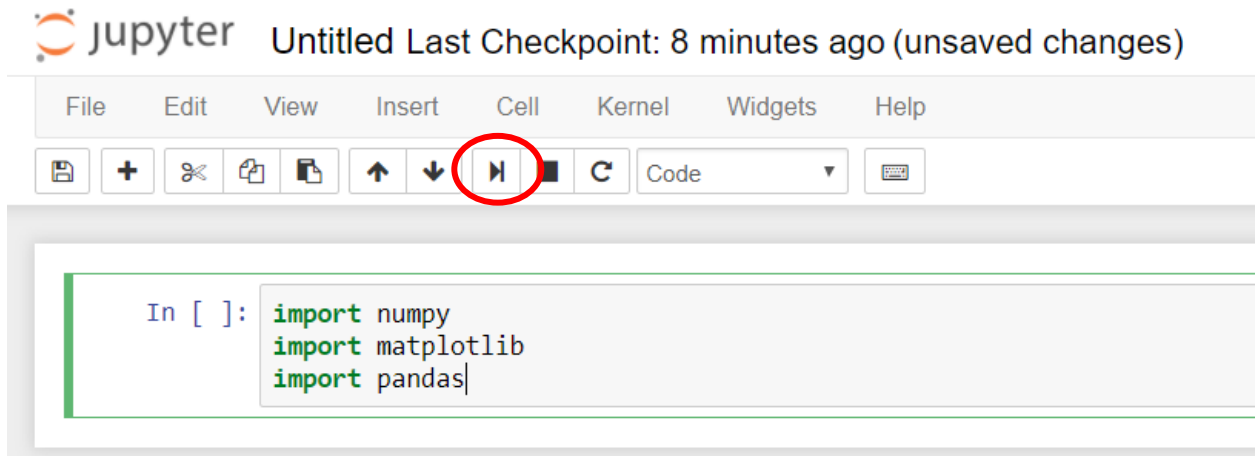 jupyter Untitled Last Checkpoint: 8 minutes ago (unsaved changes)
File Edit View Insert Cell Kernel Widgets Help
Code
In [ ]: import numpy
import matplotlib
import pandas